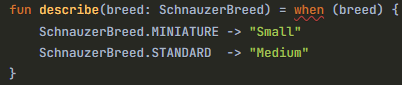 fun describe(breed: SchnauzerBreed) = when (breed) {
    SchnauzerBreed.MINIATURE -> "Small"
    SchnauzerBreed.STANDARD  -> "Medium"
}